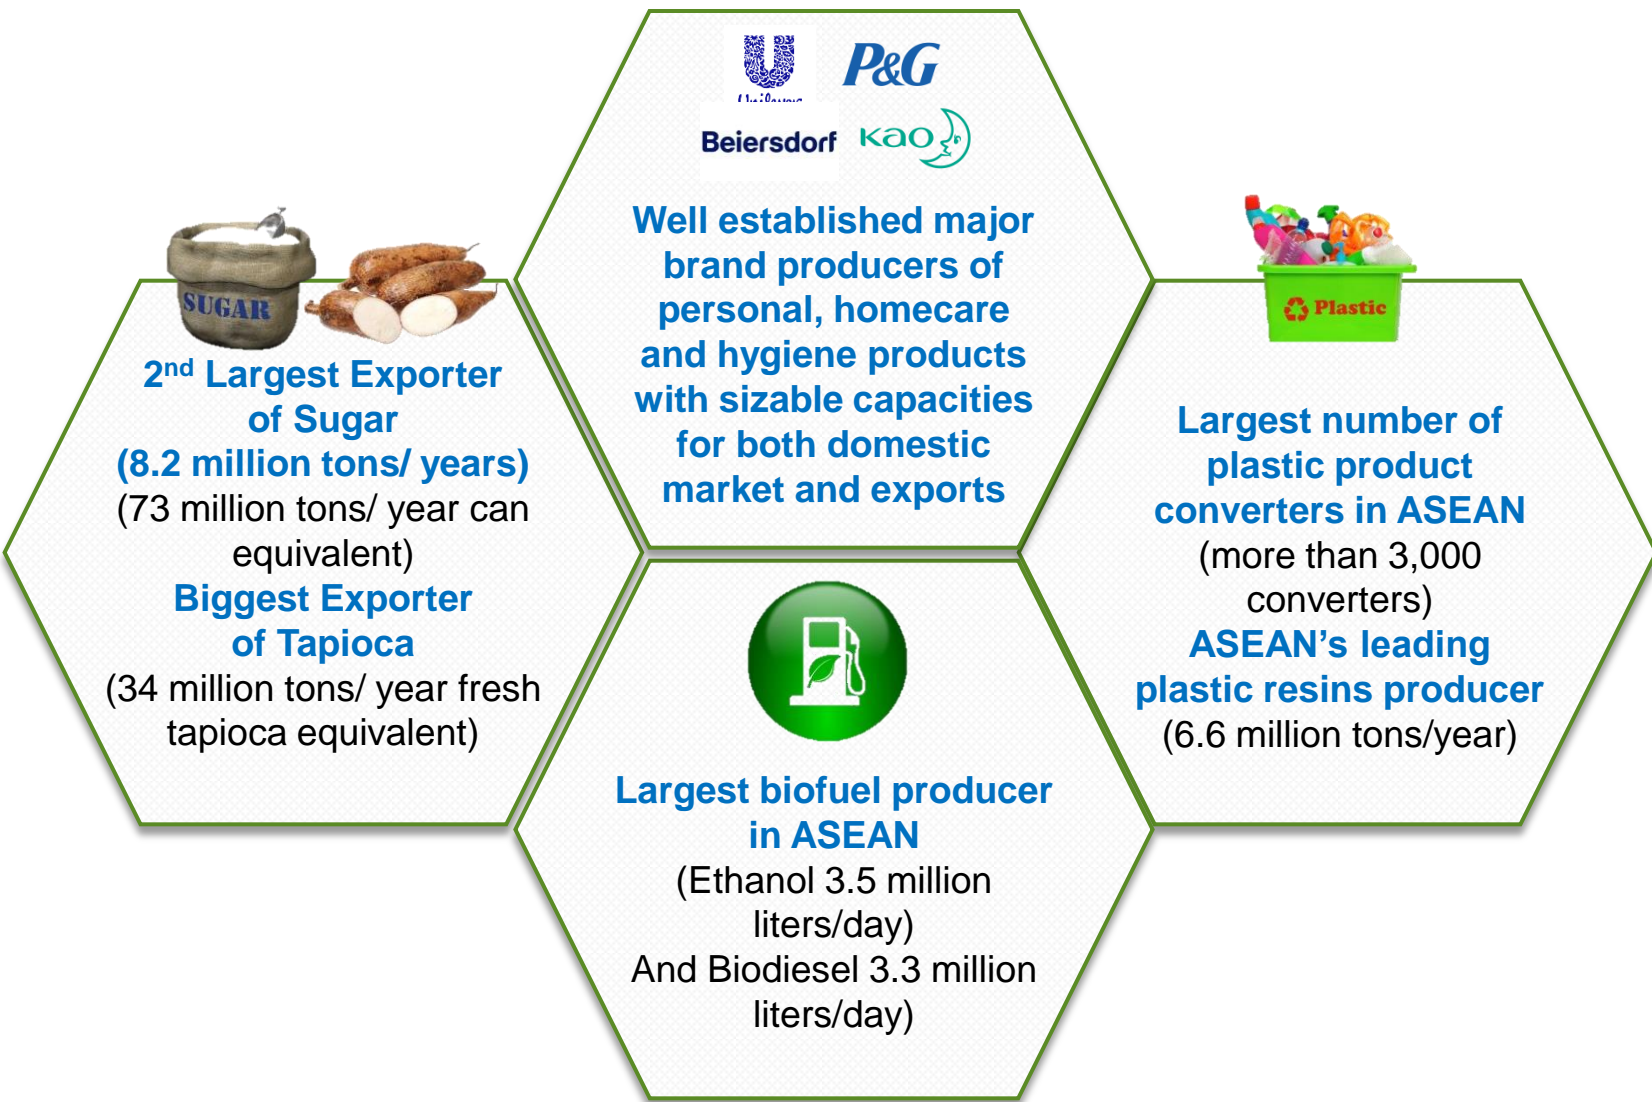 Unilever
P&G
Beiersdorf
Kao
Well established major
brand producers of
personal, homecare
and hygiene products
with sizable capacities
for both domestic
market and exports
SUGAR
2nd Largest Exporter
of Sugar
(8.2 million tons/ years)
(73 million tons/ year can
equivalent)
Biggest Exporter
of Tapioca
(34 million tons/ year fresh
tapioca equivalent)
Plastic
Largest number of
plastic product
converters in ASEAN
(more than 3,000
converters)
ASEAN’s leading
plastic resins producer
(6.6 million tons/year)
Largest biofuel producer
in ASEAN
(Ethanol 3.5 million
liters/day)
And Biodiesel 3.3 million
liters/day)